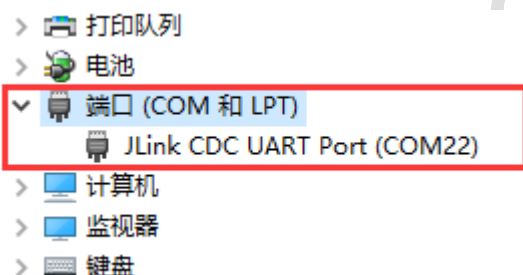 打印队列
电池
端口 (COM 和 LPT)
JLink CDC UART Port (COM22)
计算机
监视器
键盘